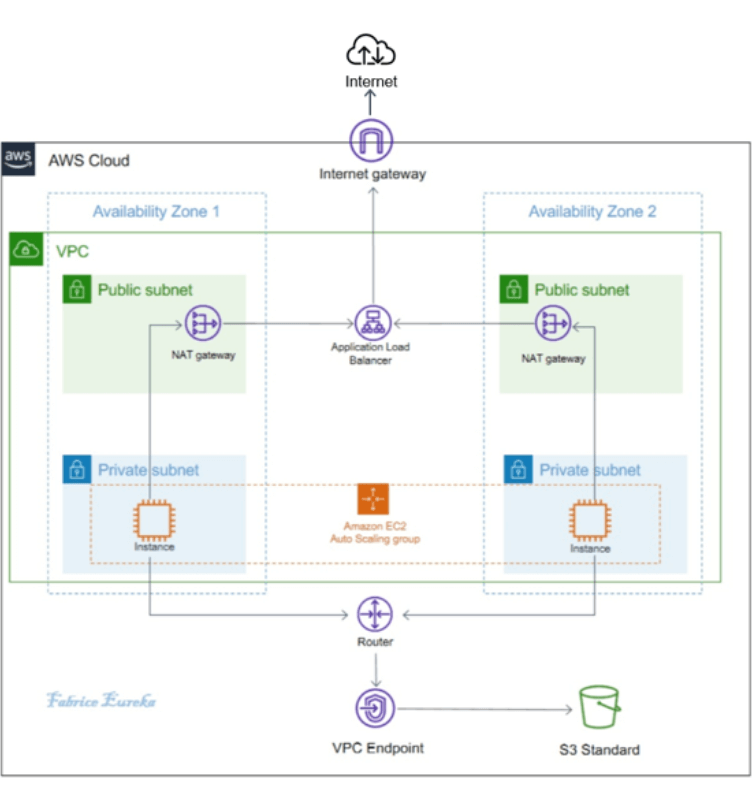 Internet
aws
AWS Cloud
Internet gateway
Availability Zone 1
Availability Zone 2
VPC
Public subnet
Public subnet
NAT gateway
Application Load
Balancer
NAT gateway
Private subnet
Private subnet
Amazon EC2
Auto Scaling group
Instance
Instance
Router
Fabrice Eureka
VPC Endpoint
S3 Standard